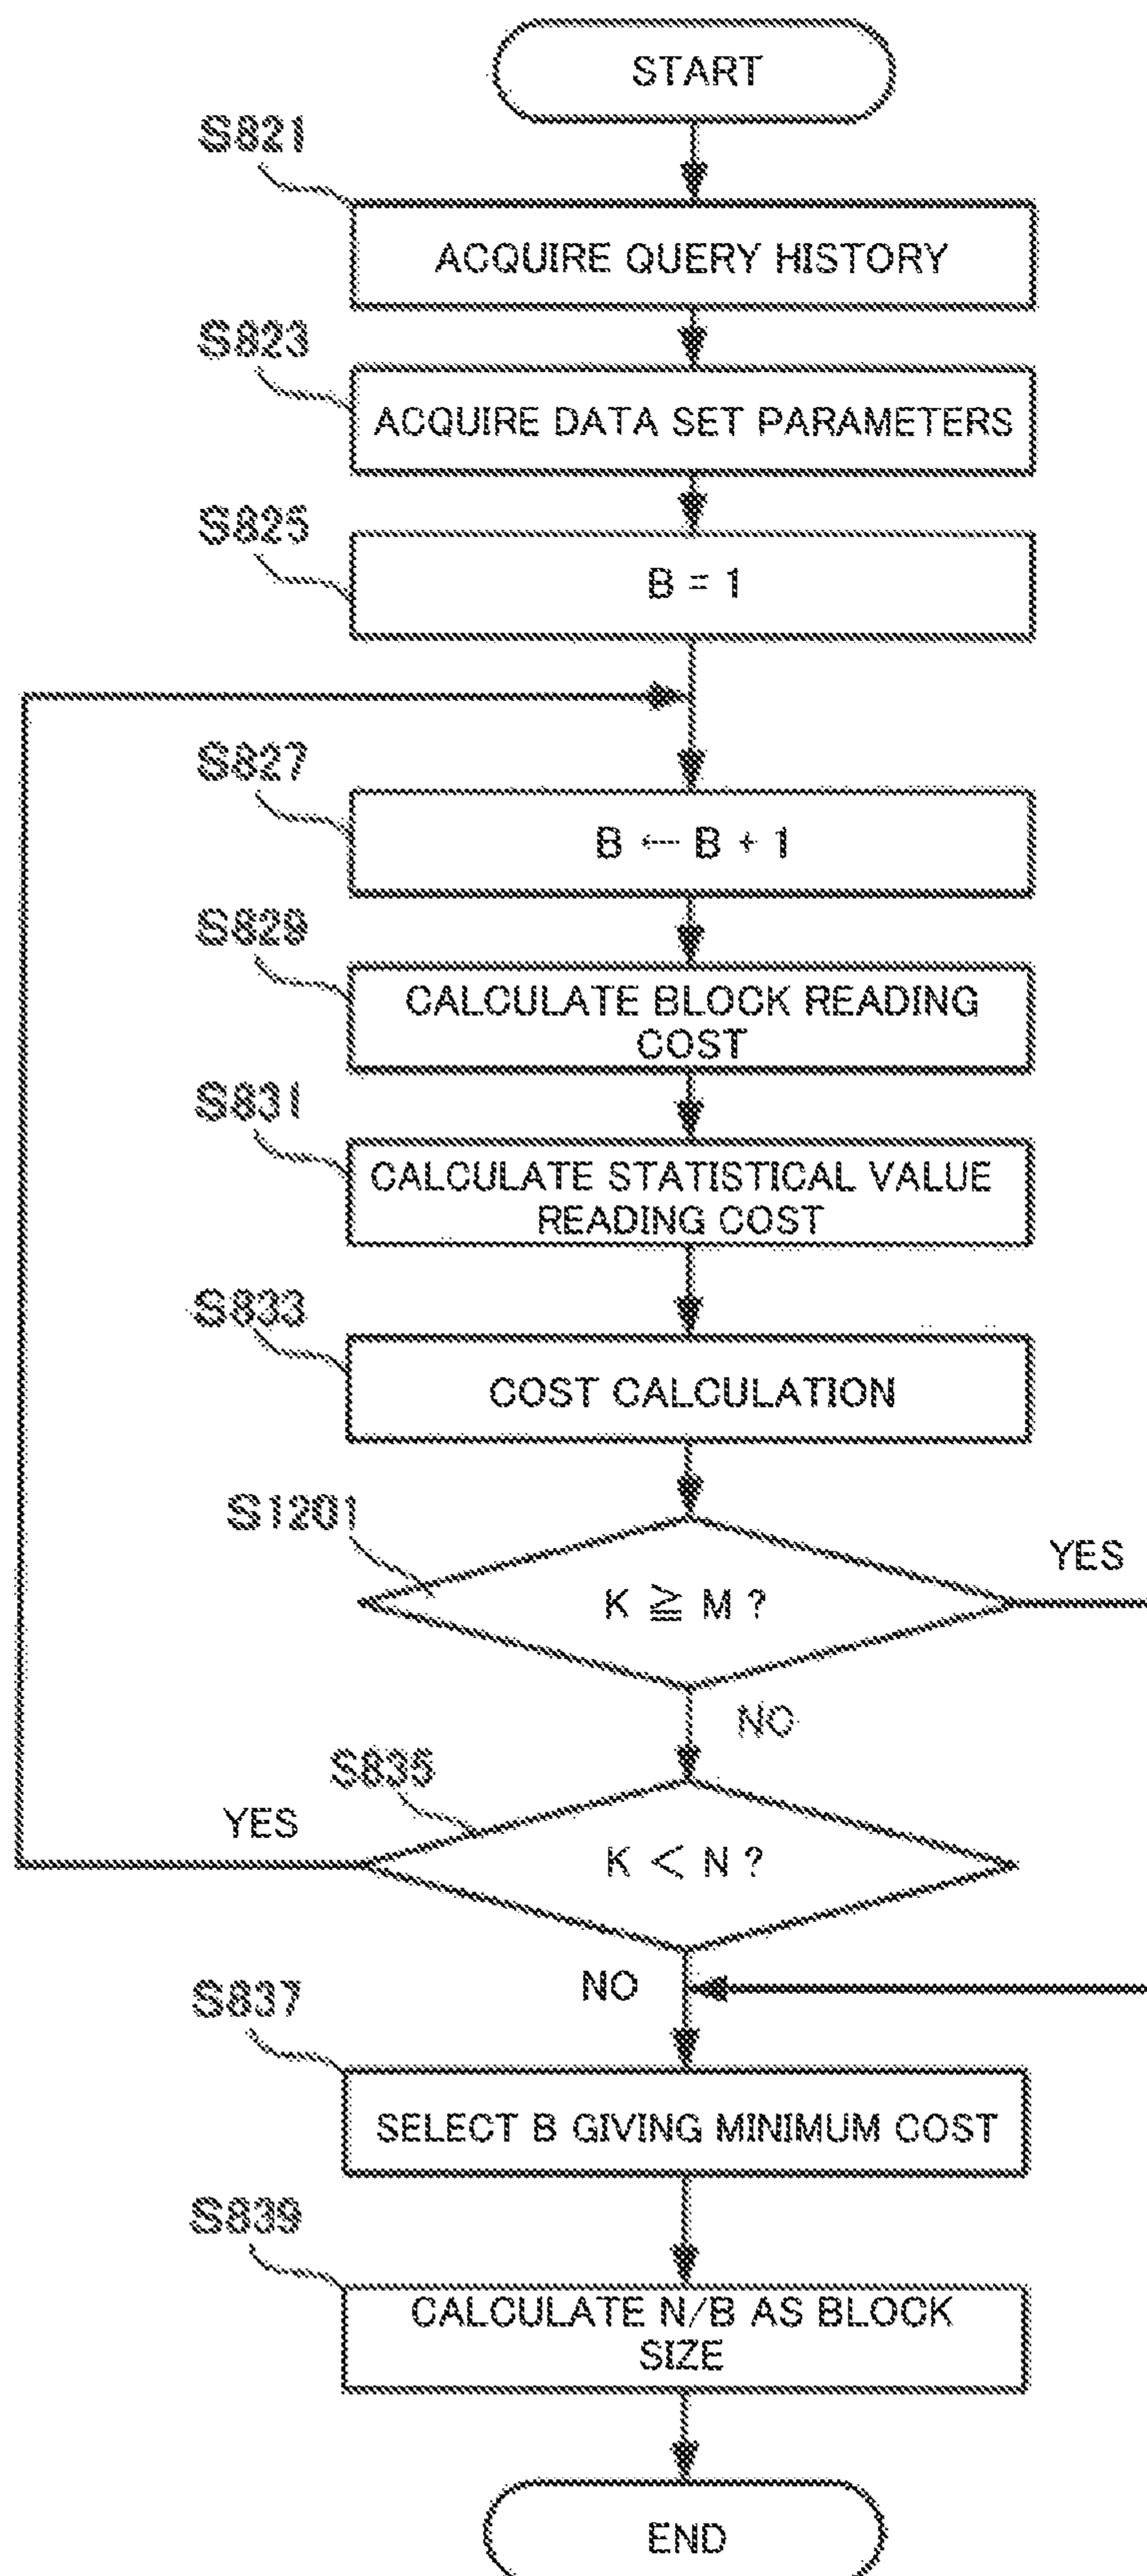 START
S821
ACQUIRE QUERY HISTORY
S823
ACQUIRE DATA SET PARAMETERS
S825
B = 1
S827
B ← B + 1
S829
CALCULATE BLOCK READING
COST
S831
CALCULATE STATISTICAL VALUE
READING COST
S833
COST CALCULATION
S1201
K ≧ M ?
YES
NO
S835
YES
K < N ?
NO
S837
SELECT B GIVING MINIMUM COST
S839
CALCULATE N/B AS BLOCK
SIZE
END